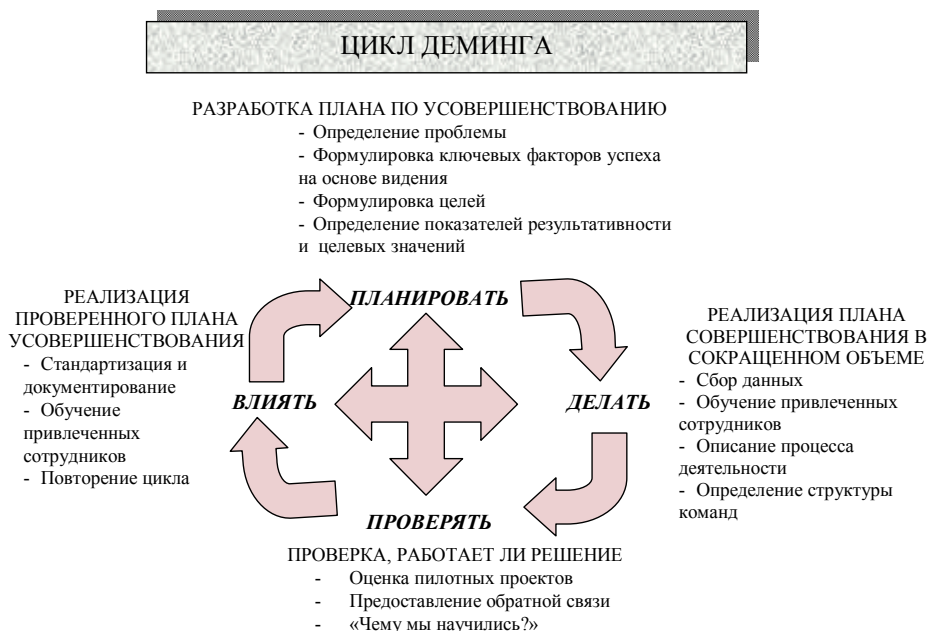 ЦИКЛ ДЕМИНГА
РАЗРАБОТКА ПЛАНА ПО УСОВЕРШЕНСТВОВАНИЮ
- Определение проблемы
- Формулировка ключевых факторов успеха
на основе видения
- Формулировка целей
- Определение показателей результативности
и целевых значений
ПЛАНИРОВАТЬ
РЕАЛИЗАЦИЯ
ПРОВЕРЕННОГО ПЛАНА
УСОВЕРШЕНСТВОВАНИЯ
- Стандартизация и
документирование
- Обучение
привлеченных
сотрудников
- Повторение цикла
ВЛИЯТЬ
ДЕЛАТЬ
РЕАЛИЗАЦИЯ ПЛАНА
СОВЕРШЕНСТВОВАНИЯ В
СОКРАЩЕННОМ ОБЪЕМЕ
- Сбор данных
- Обучение привлеченных
сотрудников
- Описание процесса
деятельности
- Определение структуры
команд
ПРОВЕРЯТЬ
ПРОВЕРКА, РАБОТАЕТ ЛИ РЕШЕНИЕ
- Оценка пилотных проектов
- Предоставление обратной связи
- «Чему мы научились?»